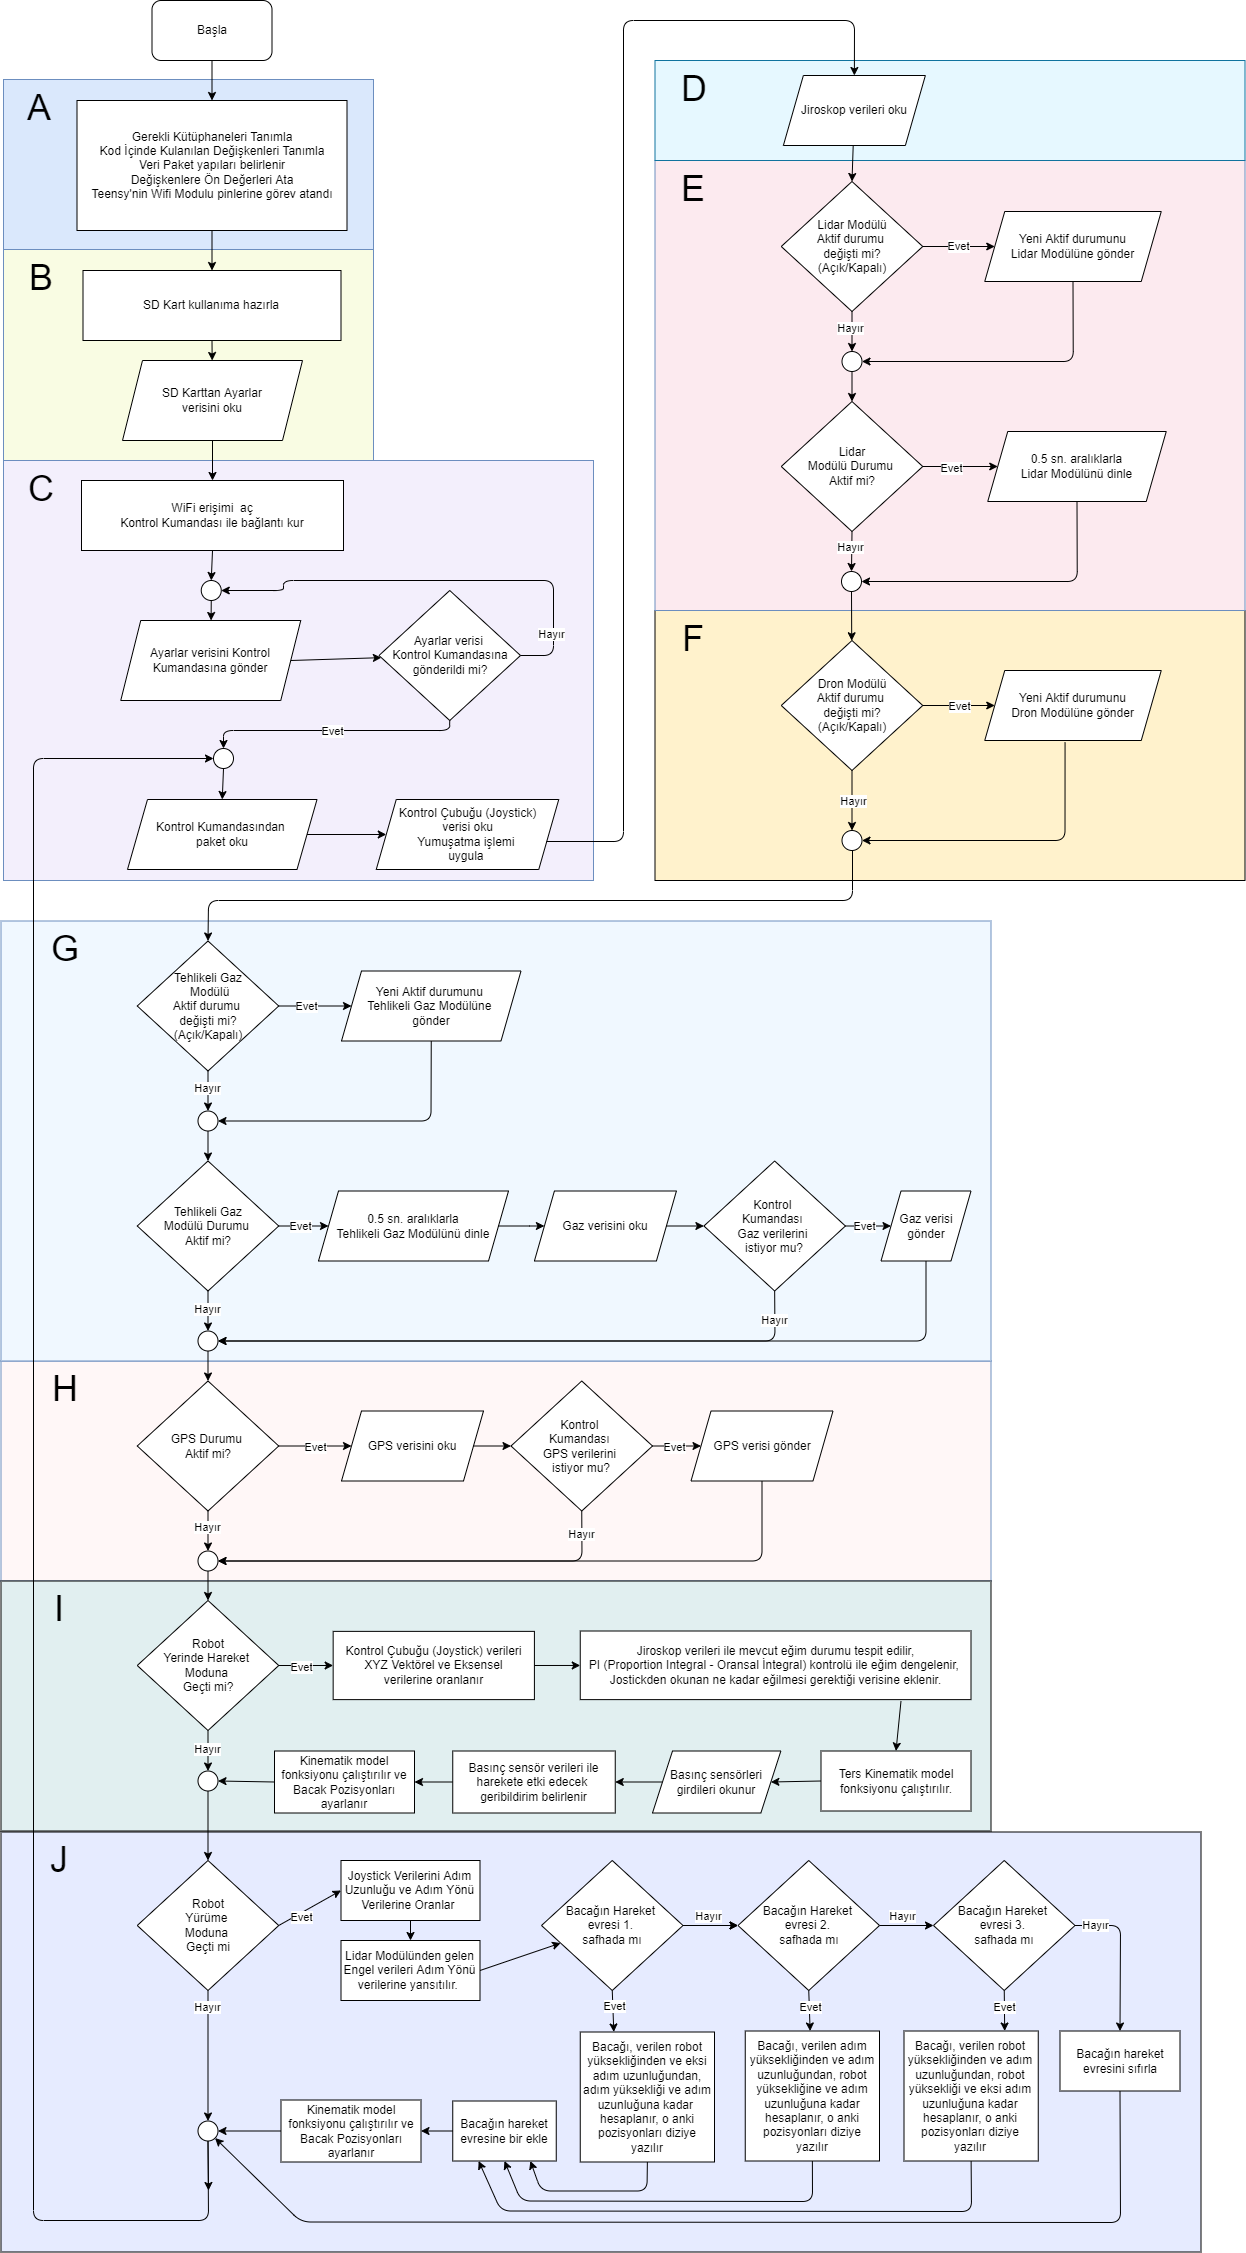 Başla
A
Gerekli Kütüphaneleri Tanımla
Kod İçinde Kulanılan Değişkenleri Tanımla
Veri Paket yapıları belirlenir
Değişkenlere Ön Değerleri Ata
Teensy'nin Wifi Modulu pinlerine görev atandı
B
SD Kart kullanıma hazırla
SD Karttan Ayarlar
verisini oku
C
WiFi erişimi aç
Kontrol Kumandası ile bağlantı kur
Ayarlar verisini Kontrol
Kumandasına gönder
Ayarlar verisi
Kontrol Kumandasına
gönderildi mi?
Hayır
Evet
Kontrol Kumandasından
paket oku
Kontrol Çubuğu (Joystick)
verisi oku
Yumuşatma işlemi
uygula
D
Jiroskop verileri oku
E
Lidar Modülü
Aktif durumu
değişti mi?
(Açık/Kapalı)
Evet
Yeni Aktif durumunu
Lidar Modülüne gönder
Hayır
Lidar
Modülü Durumu
Aktif mi?
Evet
0.5 sn. aralıklarla
Lidar Modülünü dinle
Hayır
F
Dron Modülü
Aktif durumu
değişti mi?
(Açık/Kapalı)
Evet
Yeni Aktif durumunu
Dron Modülüne gönder
Hayır
G
Tehlikeli Gaz
Modülü
Aktif durumu
değişti mi?
(Açık/Kapalı)
Evet
Yeni Aktif durumunu
Tehlikeli Gaz Modülüne
gönder
Hayır
Tehlikeli Gaz
Modülü Durumu
Aktif mi?
Evet
0.5 sn. aralıklarla
Tehlikeli Gaz Modülünü dinle
Gaz verisini oku
Kontrol
Kumandası
Gaz verilerini
istiyor mu?
Evet
Gaz verisi
gönder
Hayır
Hayır
H
GPS Durumu
Aktif mi?
Evet
GPS verisini oku
Kontrol
Kumandası
GPS verilerini
istiyor mu?
Evet
GPS verisi gönder
Hayır
Hayır
I
Robot
Yerinde Hareket
Moduna
Geçti mi?
Evet
Kontrol Çubuğu (Joystick) verileri
XYZ Vektörel ve Eksensel
verilerine oranlanır
Jiroskop verileri ile mevcut eğim durumu tespit edilir,
PI (Proportion Integral - Oransal İntegral) kontrolü ile eğim dengelenir,
Jostickden okunan ne kadar eğilmesi gerektiği verisine eklenir.
Hayır
Kinematik model
fonksiyonu çalıştırılır ve
Bacak Pozisyonları
ayarlanır
Basınç sensör verileri ile
harekete etki edecek
geribildirim belirlenir
Basınç sensörleri
girdileri okunur
Ters Kinematik model
fonksiyonu çalıştırılır.
J
Robot
Yürüme
Moduna
Geçti mi
Evet
Joystick Verilerini Adım
Uzunluğu ve Adım Yönü
Verilerine Oranlar
Lidar Modülünden gelen
Engel verileri Adım Yönü
verilerine yansıtılır.
Bacağın Hareket
evresi 1.
safhada mı
Hayır
Bacağın Hareket
evresi 2.
safhada mı
Hayır
Bacağın Hareket
evresi 3.
safhada mı
Hayır
Hayır
Evet
Evet
Evet
Bacağı, verilen robot
yüksekliğinden ve eksi
adım uzunluğundan,
adım yüksekliği ve adım
uzunluğuna kadar
hesaplanır, o anki
pozisyonları diziye
yazılır
Bacağı, verilen adım
yüksekliğinden ve adım
uzunluğundan, robot
yüksekliğine ve adım
uzunluğuna kadar
hesaplanır, o anki
pozisyonları diziye
yazılır
Bacağı, verilen robot
yüksekliğinden ve adım
uzunluğundan, robot
yüksekliği ve eksi adım
uzunluğuna kadar
hesaplanır, o anki
pozisyonları diziye
yazılır
Bacağın hareket
evresini sıfırla
Kinematik model
fonksiyonu çalıştırılır ve
Bacak Pozisyonları
ayarlanır
Bacağın hareket
evresine bir ekle